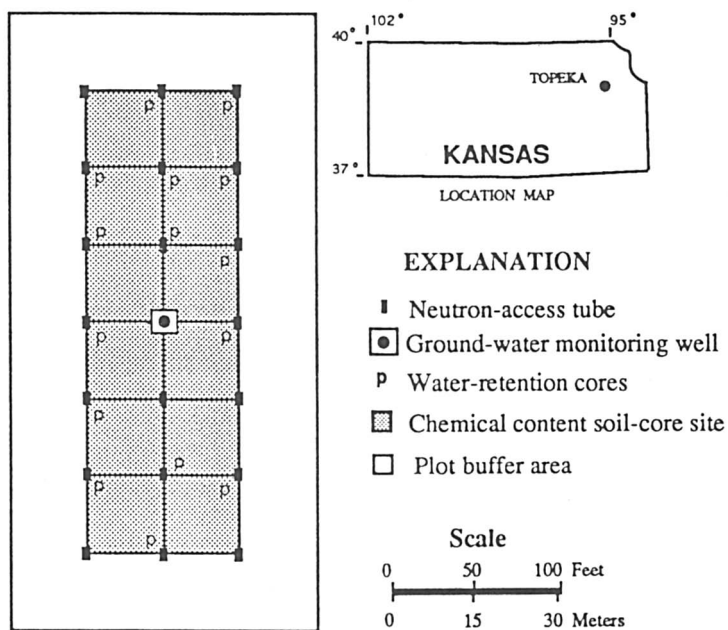 p p
p p p
p p
p
p p
p
p
p p
p
102° 95°
40°
TOPEKA
KANSAS
37°
LOCATION MAP
EXPLANATION
Neutron-access tube
Ground-water monitoring well
p Water-retention cores
Chemical content soil-core site
Plot buffer area
Scale
0 50 100 Feet
0 15 30 Meters